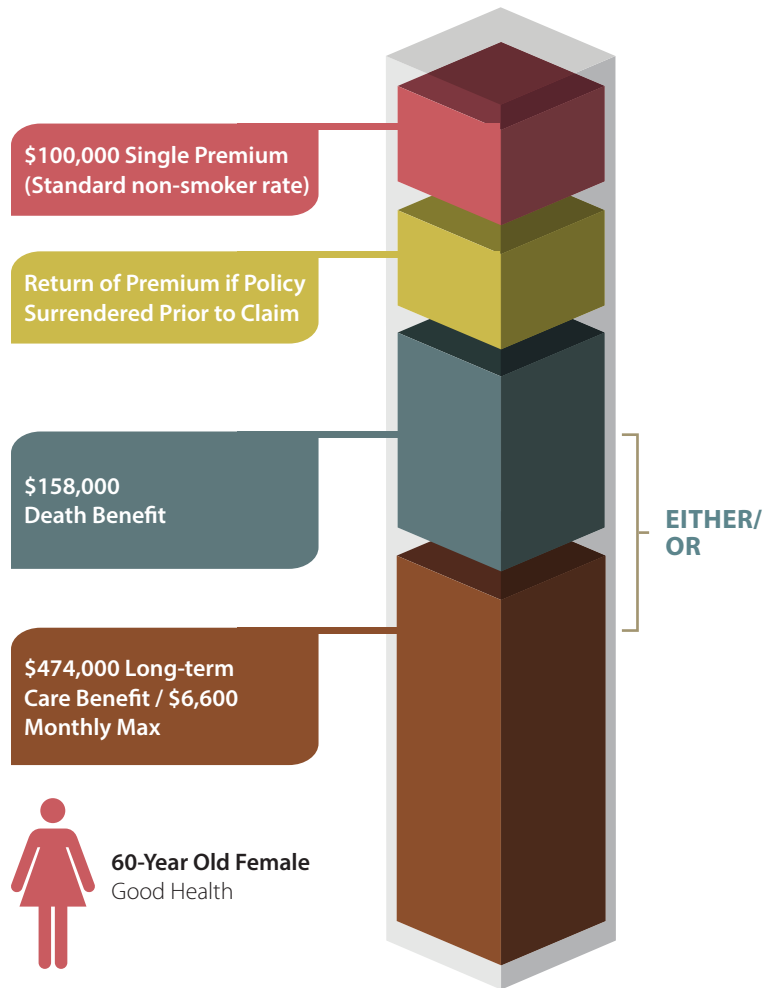 $100,000 Single Premium
(Standard non-smoker rate)
Return of Premium if Policy
Surrendered Prior to Claim
$158,000
Death Benefit
EITHER/
OR
$474,000 Long-term
Care Benefit / $6,600
Monthly Max
60-Year Old Female
Good Health